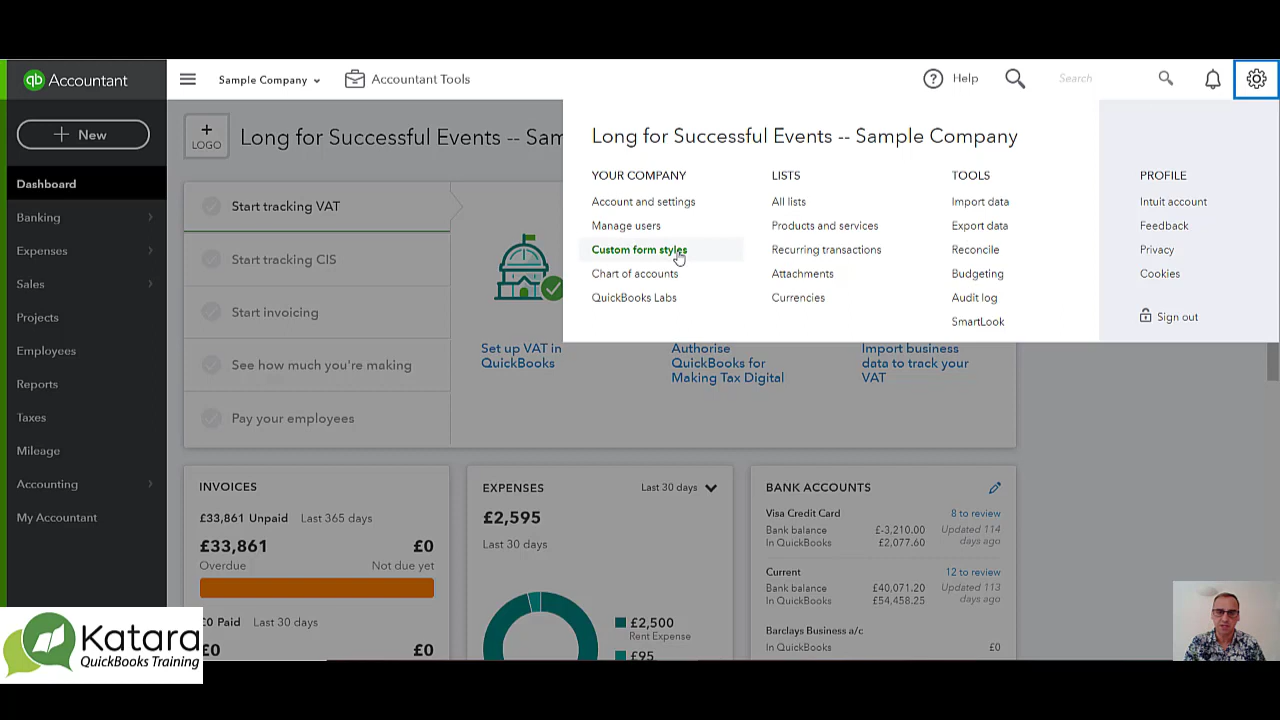 qb Accountant
Sample Company
Accountant Tools
Help
Search
New
Dashboard
Banking
Expenses
Sales
Projects
Employees
Reports
Taxes
Mileage
Accounting
My Accountant
+
LOGO
Long for Successful Events -- Sam
Start tracking VAT
Start tracking CIS
Start invoicing
See how much you're making
Pay your employees
Set up VAT in
QuickBooks
Authorise
QuickBooks for
Making Tax Digital
Import business
data to track your
VAT
Long for Successful Events -- Sample Company
YOUR COMPANY
Account and settings
Manage users
Custom form styles
Chart of accounts
QuickBooks Labs
LISTS
All lists
Products and services
Recurring transactions
Attachments
Currencies
TOOLS
Import data
Export data
Reconcile
Budgeting
Audit log
SmartLook
PROFILE
Intuit account
Feedback
Privacy
Cookies
Sign out
INVOICES
£33,861 Unpaid Last 365 days
£33,861 £0
Overdue Not due yet
£0 Paid Last 30 days
£0 £0
EXPENSES Last 30 days
£2,595
Last 30 days
£2,500
Rent Expense
£95
BANK ACCOUNTS
Visa Credit Card 8 to review
Bank balance £-3,210.00 Updated 114
In QuickBooks £2,077.60 days ago
Current 12 to review
Bank balance £40,071.20 Updated 113
In QuickBooks £54,458.25 days ago
Barclays Business a/c
In QuickBooks £0
Katara
QuickBooks Training